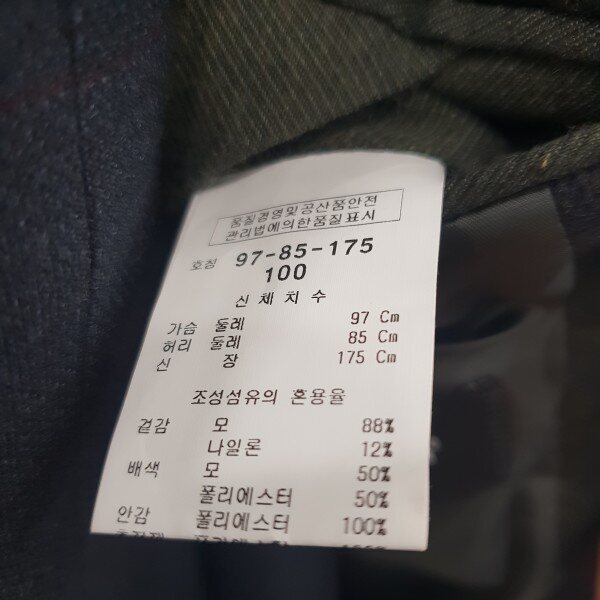 품질경영및공산품안전
관리법에의한품질표시
호칭 97-85-175
100
신체치수
가슴 둘레 97 Cm
허리 둘레 85 Cm
신 장 175 Cm
조성섬유의 혼용율
겉감 모 88%
나일론 12%
배색 모 50%
폴리에스터 50%
안감 폴리에스터 100%